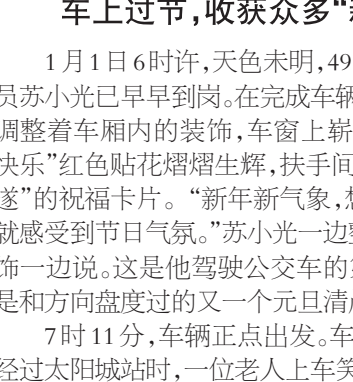 车上过节,收获众多“
1月1日6时许,天色未明,49
员苏小光已早早到岗。在完成车辆
调整着车厢内的装饰,车窗上崭
快乐”红色贴花熠熠生辉,扶手间
遂”的祝福卡片。“新年新气象,想
就感受到节日气氛。”苏小光一边整
饰一边说。这是他驾驶公交车的第
是和方向盘度过的又一个元旦清
7时11分,车辆正点出发。车
经过太阳城站时,一位老人上车笑